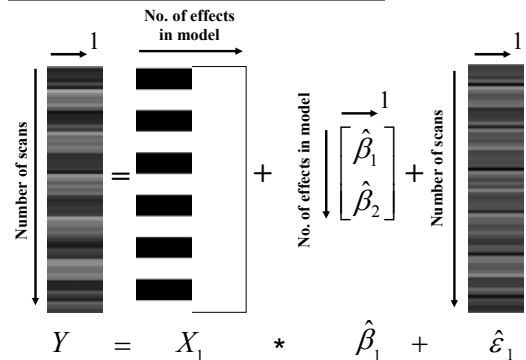 No. of effects
in model
1
1
Number of scans
=
+
No. of effects in model
β̂₁
β̂₂
+
Number of scans
1
Y = X₁ * β̂₁ + ε̂₁